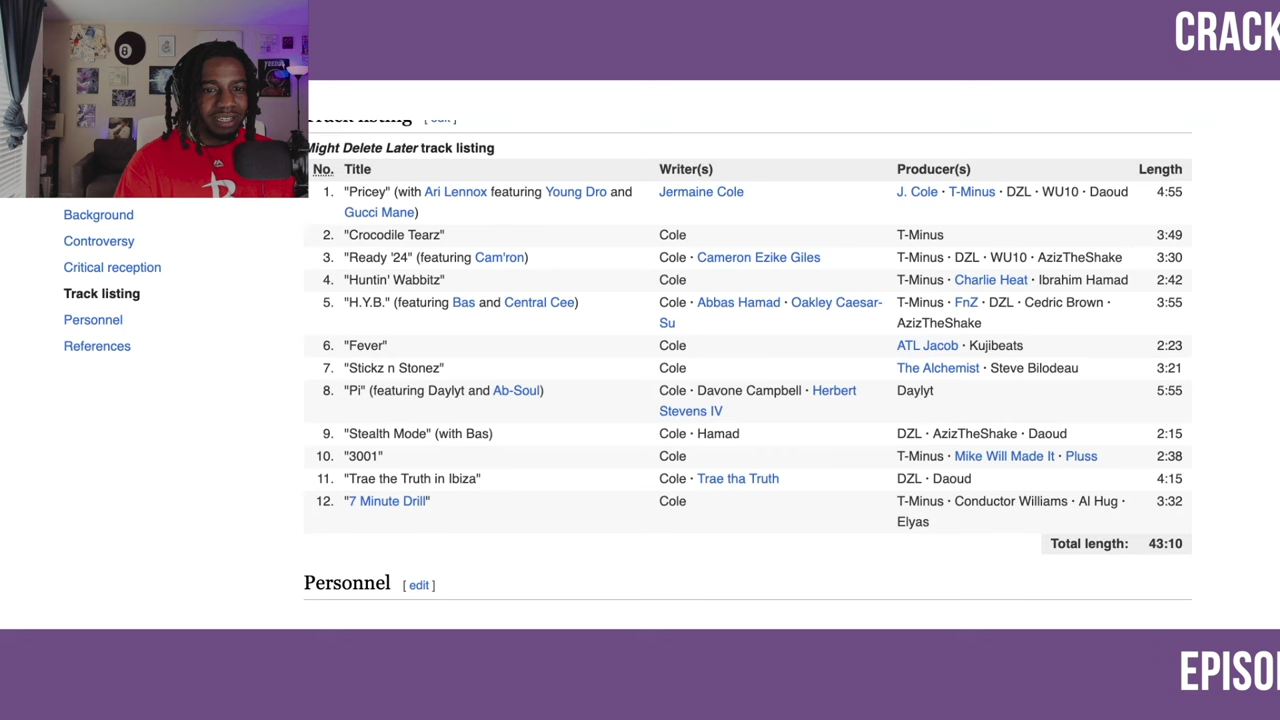 CRACK
Track listing [ edit ]
Might Delete Later track listing
No. Title Writer(s) Producer(s) Length
1. "Pricey" (with Ari Lennox featuring Young Dro and Jermaine Cole J. Cole · T-Minus · DZL · WU10 · Daoud 4:55
Gucci Mane)
2. "Crocodile Tearz" Cole T-Minus 3:49
3. "Ready '24" (featuring Cam'ron) Cole · Cameron Ezike Giles T-Minus · DZL · WU10 · AzizTheShake 3:30
4. "Huntin' Wabbitz" Cole T-Minus · Charlie Heat · Ibrahim Hamad 2:42
5. "H.Y.B." (featuring Bas and Central Cee) Cole · Abbas Hamad · Oakley Caesar- T-Minus · FnZ · DZL · Cedric Brown · 3:55
Su AzizTheShake
6. "Fever" Cole ATL Jacob · Kujibeats 2:23
7. "Stickz n Stonez" Cole The Alchemist · Steve Bilodeau 3:21
8. "Pi" (featuring Daylyt and Ab-Soul) Cole · Davone Campbell · Herbert Daylyt 5:55
Stevens IV
9. "Stealth Mode" (with Bas) Cole · Hamad DZL · AzizTheShake · Daoud 2:15
10. "3001" Cole T-Minus · Mike Will Made It · Pluss 2:38
11. "Trae the Truth in Ibiza" Cole · Trae tha Truth DZL · Daoud 4:15
12. "7 Minute Drill" Cole T-Minus · Conductor Williams · Al Hug · 3:32
Elyas
Total length: 43:10
Personnel [ edit ]
Background
Controversy
Critical reception
Track listing
Personnel
References
EPISO